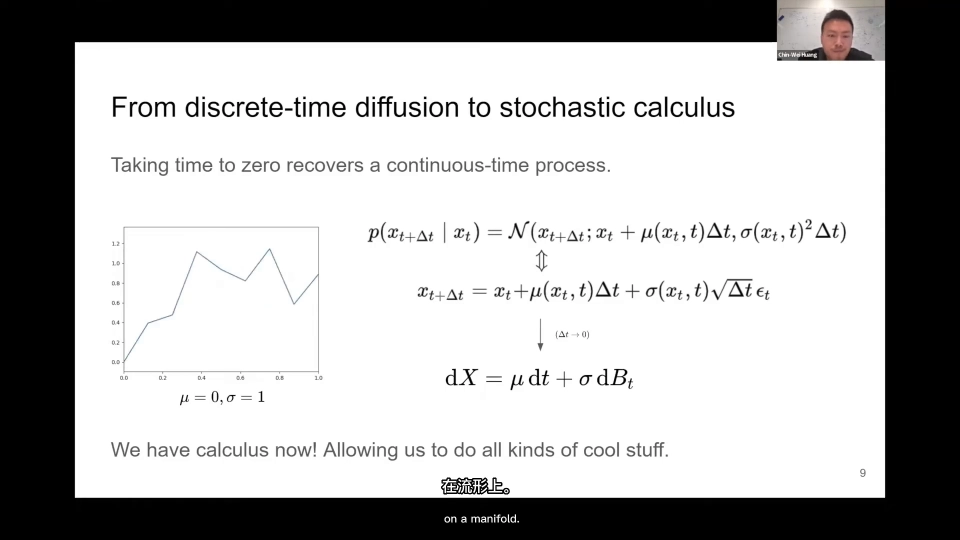 Chin-Wei Huang
From discrete-time diffusion to stochastic calculus
Taking time to zero recovers a continuous-time process.
1.2
1.0
0.8
0.6
0.4
0.2
0.0
0.0 0.2 0.4 0.6 0.8 1.0
μ = 0, σ = 1
p(x_{t+Δt} | x_t) = 𝒩(x_{t+Δt}; x_t + μ(x_t, t)Δt, σ(x_t, t)²Δt)
⇕
x_{t+Δt} = x_t+μ(x_t, t)Δt + σ(x_t, t)√Δt ϵ_t
↓ (Δt → 0)
dX = μ dt + σ dB_t
We have calculus now! Allowing us to do all kinds of cool stuff.
9
在流形上。
on a manifold.